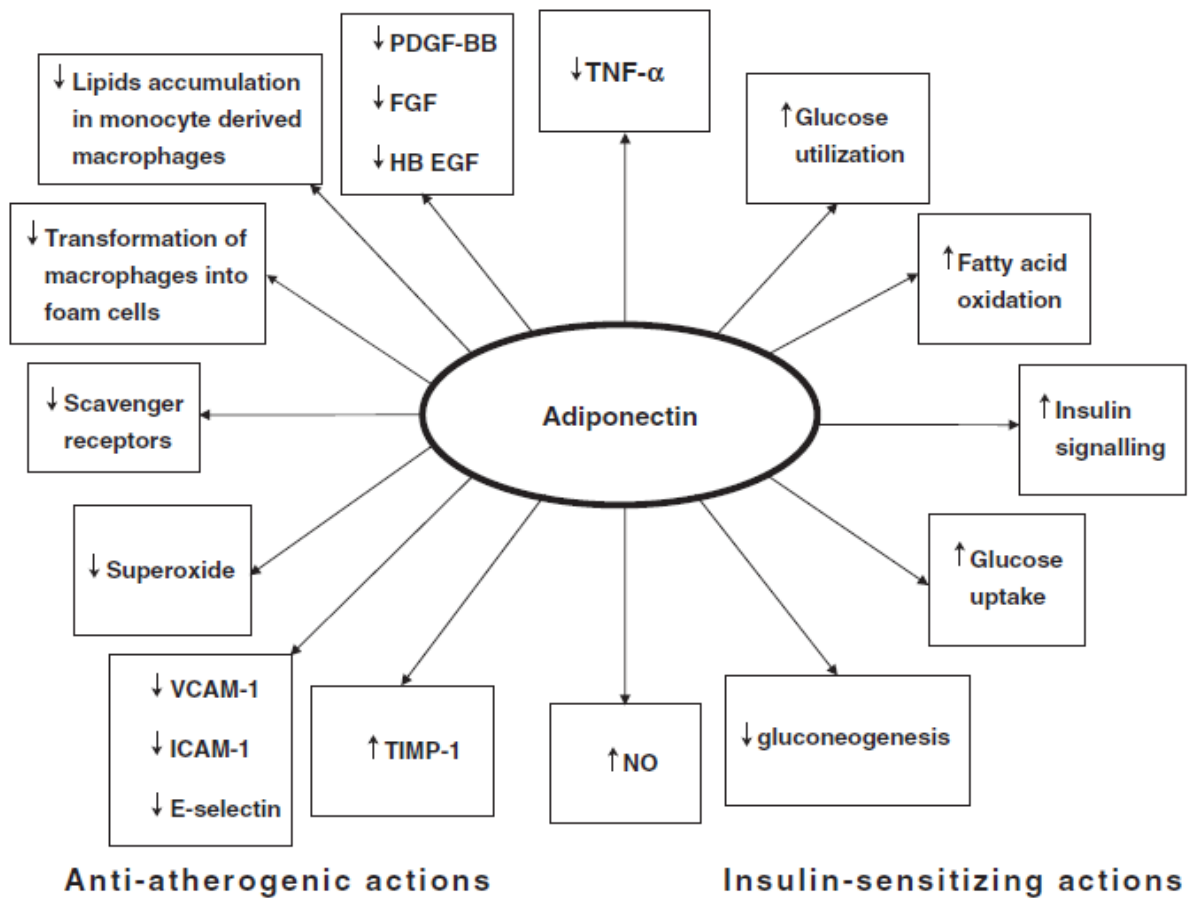 ↓ PDGF-BB
↓ FGF
↓ HB EGF
↓ TNF-α
↓ Lipids accumulation
in monocyte derived
macrophages
↑ Glucose
utilization
↓ Transformation of
macrophages into
foam cells
↑ Fatty acid
oxidation
↓ Scavenger
receptors
Adiponectin
↑ Insulin
signalling
↓ Superoxide
↑ Glucose
uptake
↓ VCAM-1
↓ ICAM-1
↓ E-selectin
↑ TIMP-1
↑ NO
↓ gluconeogenesis
Anti-atherogenic actions
Insulin-sensitizing actions